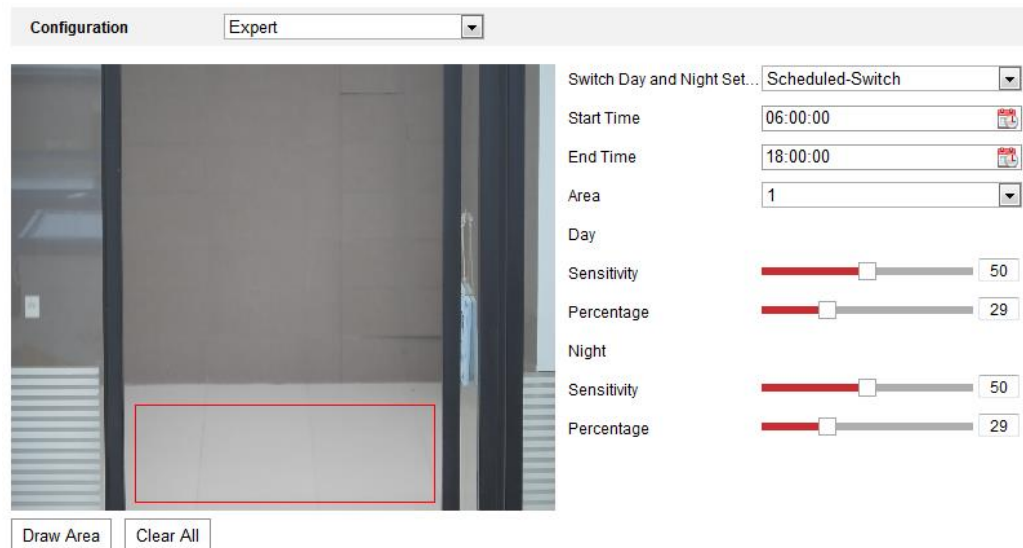 Configuration Expert
Switch Day and Night Set... Scheduled-Switch
Start Time 06:00:00
End Time 18:00:00
Area 1
Day
Sensitivity 50
Percentage 29
Night
Sensitivity 50
Percentage 29
Draw Area Clear All